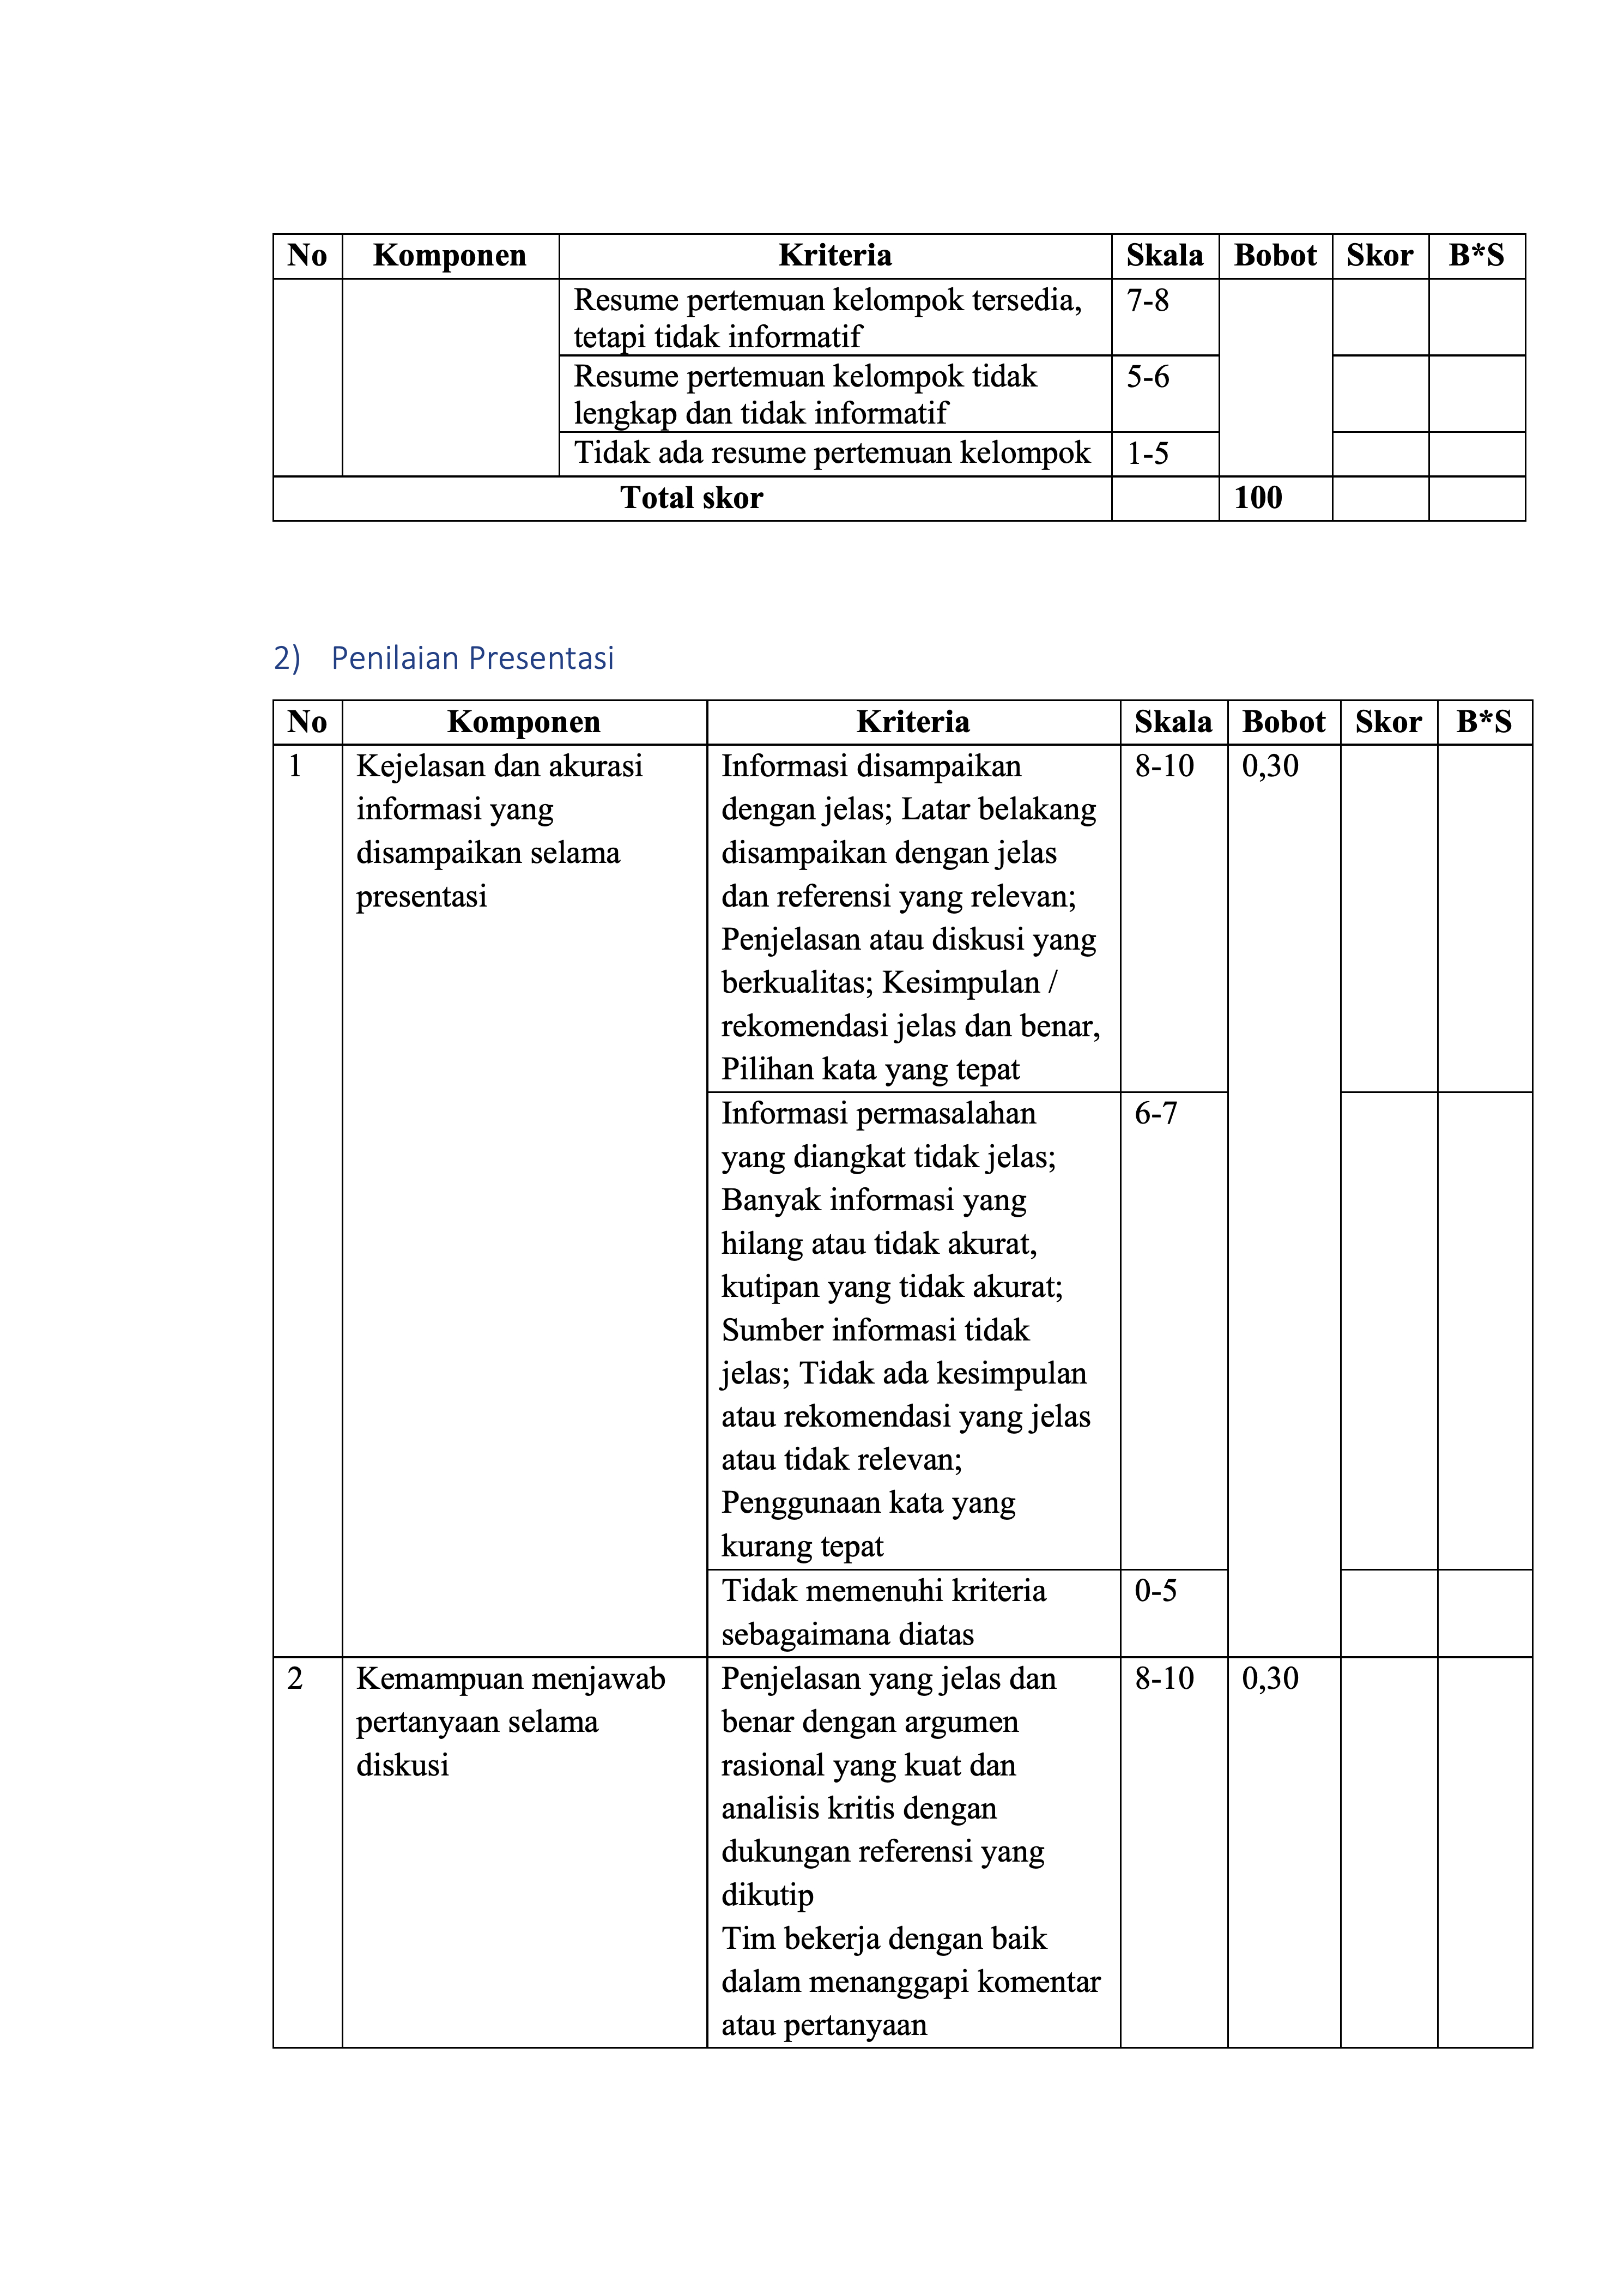 No Komponen Kriteria Skala Bobot Skor B*S
Resume pertemuan kelompok tersedia, 7-8
tetapi tidak informatif
Resume pertemuan kelompok tidak 5-6
lengkap dan tidak informatif
Tidak ada resume pertemuan kelompok 1-5
Total skor 100
2) Penilaian Presentasi
No Komponen Kriteria Skala Bobot Skor B*S
1 Kejelasan dan akurasi Informasi disampaikan 8-10 0,30
informasi yang dengan jelas; Latar belakang
disampaikan selama disampaikan dengan jelas
presentasi dan referensi yang relevan;
Penjelasan atau diskusi yang
berkualitas; Kesimpulan /
rekomendasi jelas dan benar,
Pilihan kata yang tepat
Informasi permasalahan 6-7
yang diangkat tidak jelas;
Banyak informasi yang
hilang atau tidak akurat,
kutipan yang tidak akurat;
Sumber informasi tidak
jelas; Tidak ada kesimpulan
atau rekomendasi yang jelas
atau tidak relevan;
Penggunaan kata yang
kurang tepat
Tidak memenuhi kriteria 0-5
sebagaimana diatas
2 Kemampuan menjawab Penjelasan yang jelas dan 8-10 0,30
pertanyaan selama benar dengan argumen
diskusi rasional yang kuat dan
analisis kritis dengan
dukungan referensi yang
dikutip
Tim bekerja dengan baik
dalam menanggapi komentar
atau pertanyaan